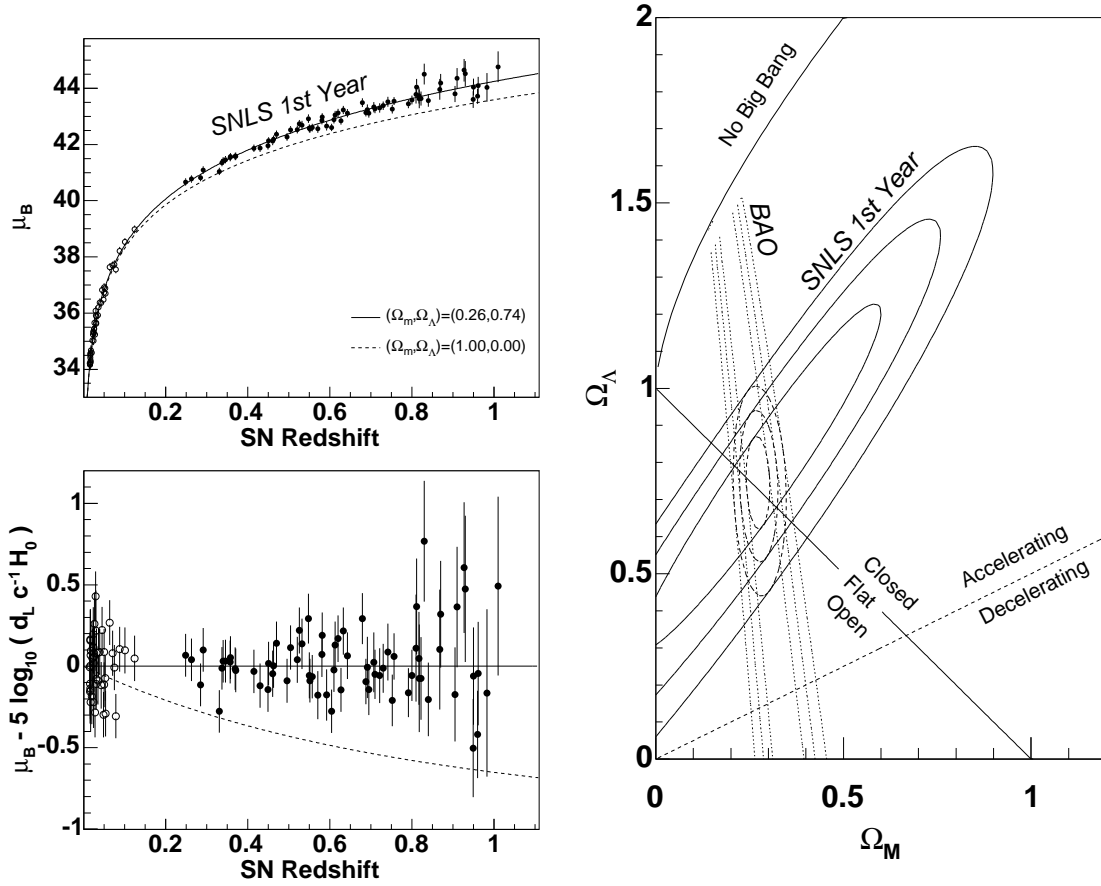 44
42
40
38
36
34
μB
SNLS 1st Year
(Ωm,ΩΛ)=(0.26,0.74)
(Ωm,ΩΛ)=(1.00,0.00)
0.2 0.4 0.6 0.8 1
SN Redshift
1
0.5
0
-0.5
-1
μB - 5 log10 ( dL c-1 H0 )
0.2 0.4 0.6 0.8 1
SN Redshift
2
1.5
1
0.5
0
ΩΛ
No Big Bang
BAO
SNLS 1st Year
Accelerating
Decelerating
Closed
Flat
Open
0 0.5 1
ΩM